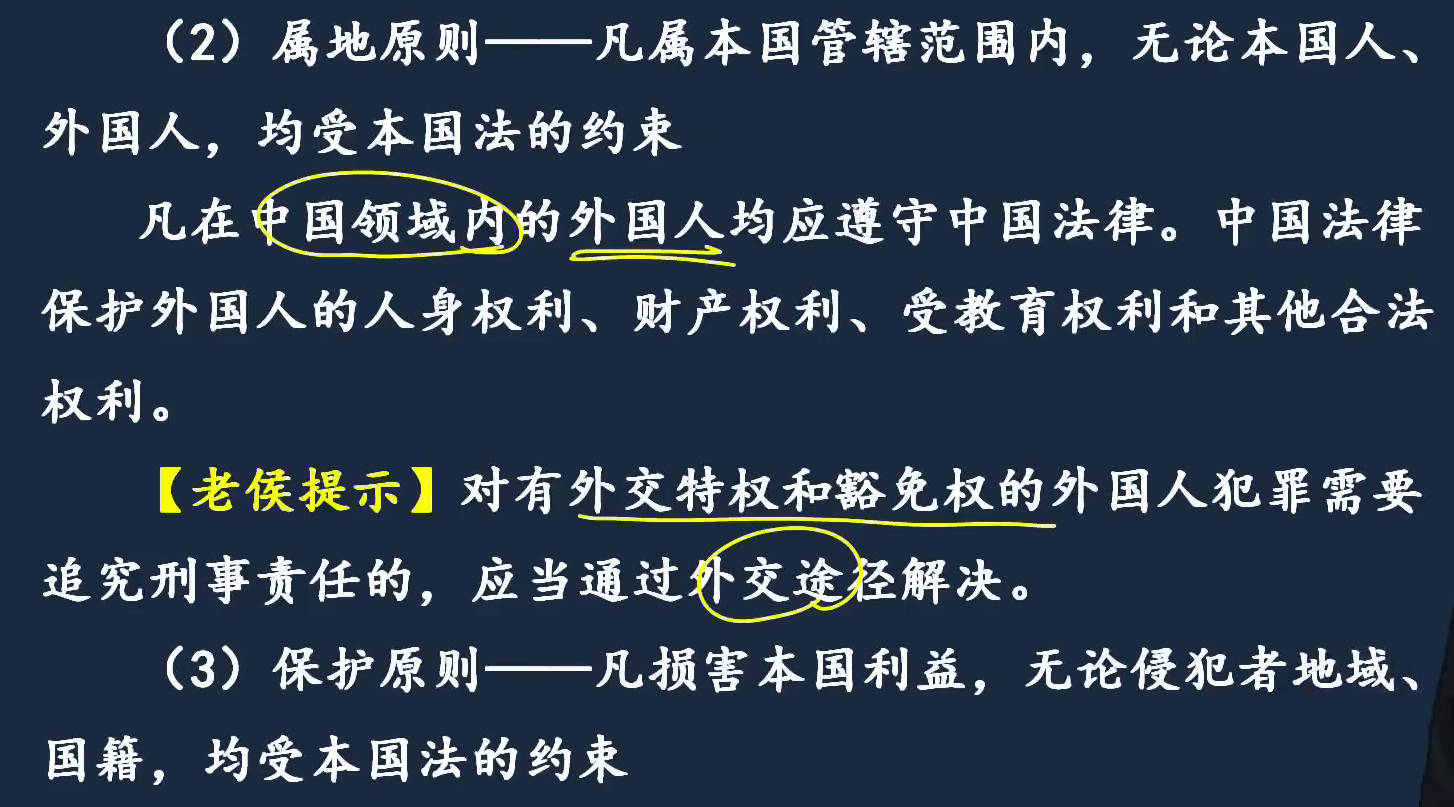 （2）属地原则——凡属本国管辖范围内，无论本国人、
外国人，均受本国法的约束
凡在中国领域内的外国人均应遵守中国法律。中国法律
保护外国人的人身权利、财产权利、受教育权利和其他合法
权利。
【老侯提示】对有外交特权和豁免权的外国人犯罪需要
追究刑事责任的，应当通过外交途径解决。
（3）保护原则——凡损害本国利益，无论侵犯者地域、
国籍，均受本国法的约束